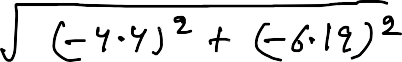 √((-4.4)² + (-6.19)²)